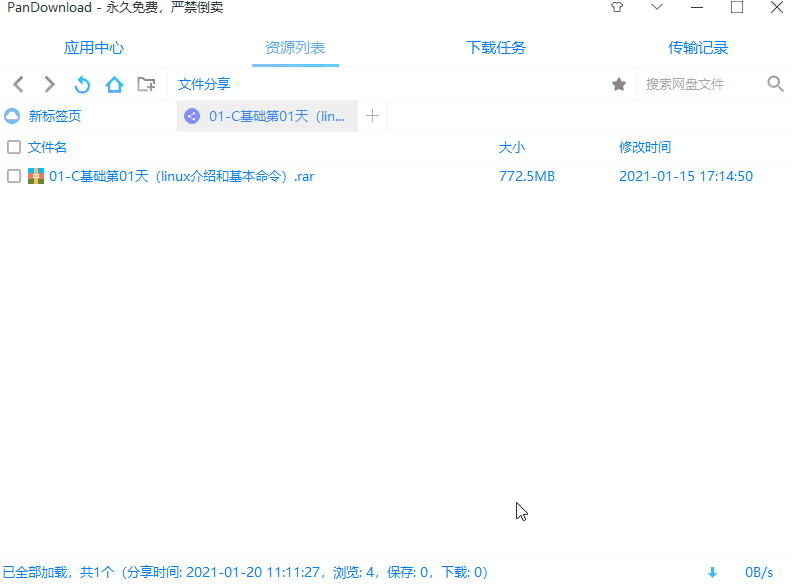 PanDownload - 永久免费，严禁倒卖
应用中心 资源列表 下载任务 传输记录
文件分享 搜索网盘文件
新标签页 01-C基础第01天（lin...
文件名 大小 修改时间
01-C基础第01天（linux介绍和基本命令）.rar 772.5MB 2021-01-15 17:14:50
已全部加载，共1个（分享时间: 2021-01-20 11:11:27，浏览: 4，保存: 0，下载: 0） 0B/s